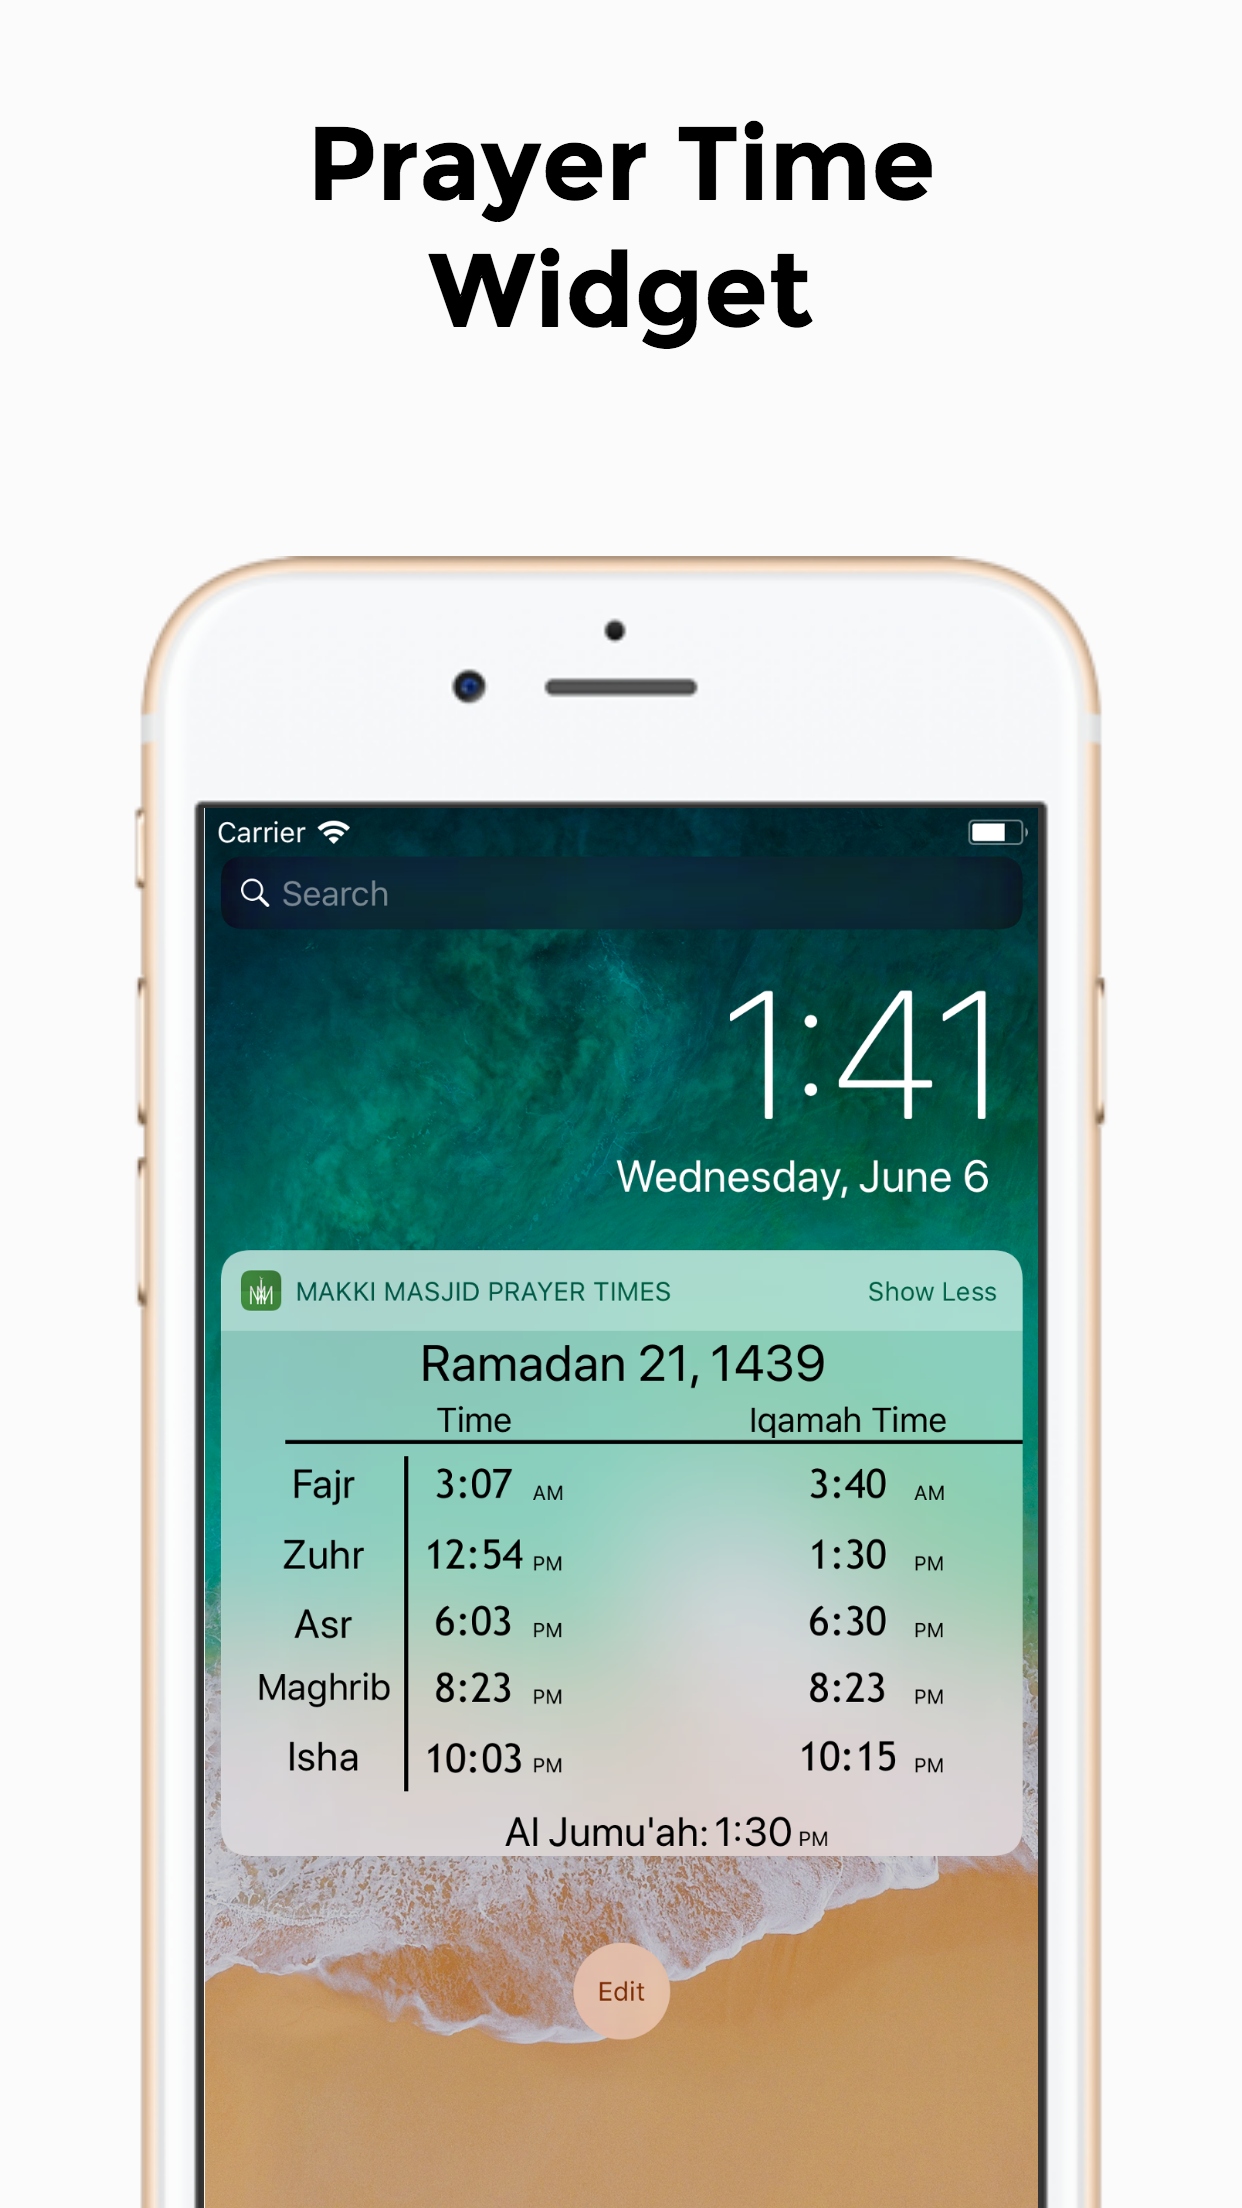 Prayer Time
Widget
Carrier
Search
1:41
Wednesday, June 6
MAKKI MASJID PRAYER TIMES Show Less
Ramadan 21, 1439
Time Iqamah Time
Fajr 3:07 AM 3:40 AM
Zuhr 12:54 PM 1:30 PM
Asr 6:03 PM 6:30 PM
Maghrib 8:23 PM 8:23 PM
Isha 10:03 PM 10:15 PM
Al Jumu'ah: 1:30 PM
Edit